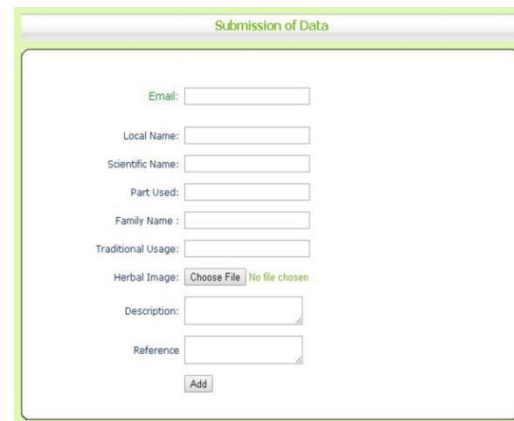 Submission of Data
Email:
Local Name:
Scientific Name:
Part Used:
Family Name :
Traditional Usage:
Herbal Image: Choose File No file chosen
Description:
Reference
Add